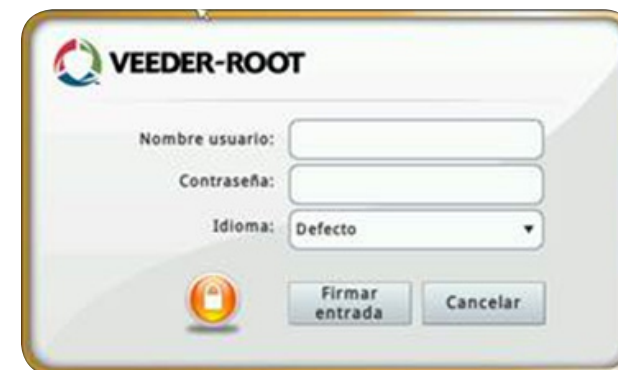 VEEDER-ROOT
Nombre usuario:
Contraseña:
Idioma: Defecto
Firmar
entrada
Cancelar